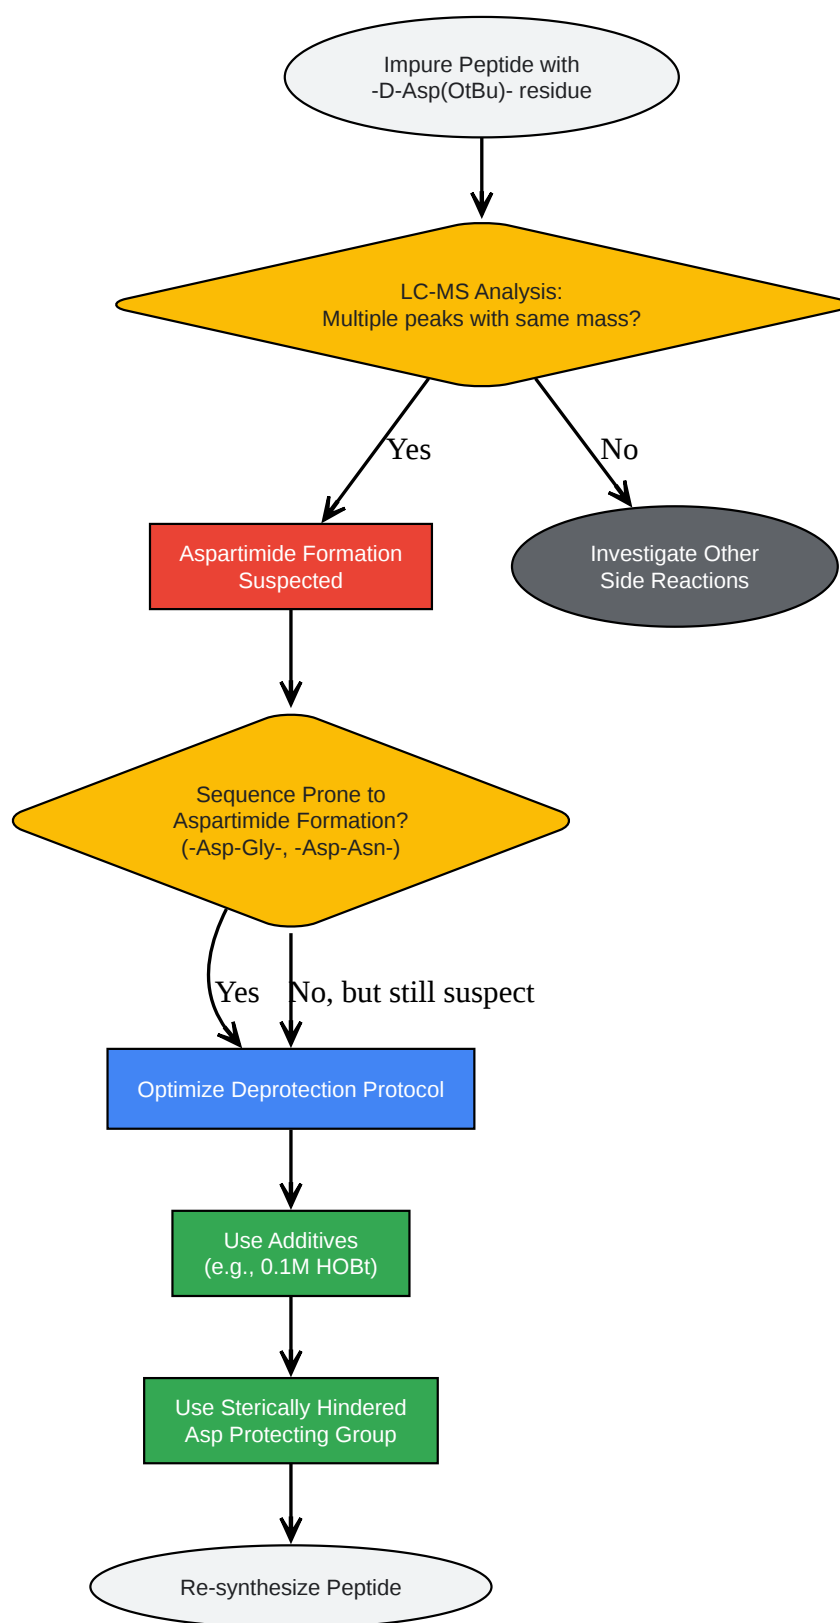 Impure Peptide with
-D-Asp(OtBu)- residue
LC-MS Analysis:
Multiple peaks with same mass?
Yes
No
Aspartimide Formation
Suspected
Investigate Other
Side Reactions
Sequence Prone to
Aspartimide Formation?
(-Asp-Gly-, -Asp-Asn-)
Yes
No, but still suspect
Optimize Deprotection Protocol
Use Additives
(e.g., 0.1M HOBt)
Use Sterically Hindered
Asp Protecting Group
Re-synthesize Peptide